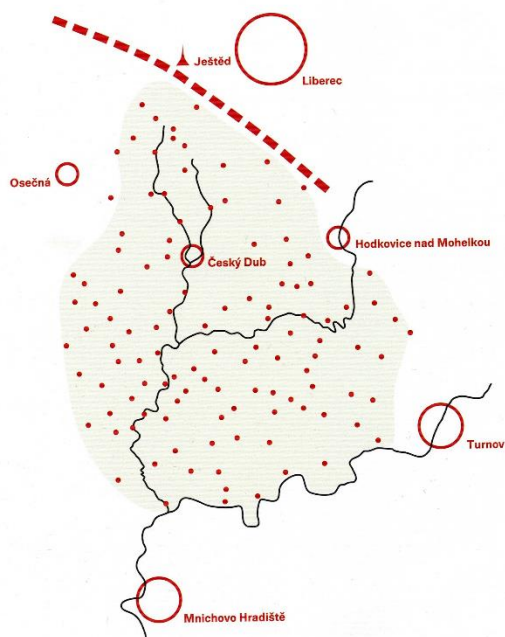 Ještěd
Liberec
Osečná
Hodkovice nad Mohelkou
Český Dub
Turnov
Mnichovo Hradiště